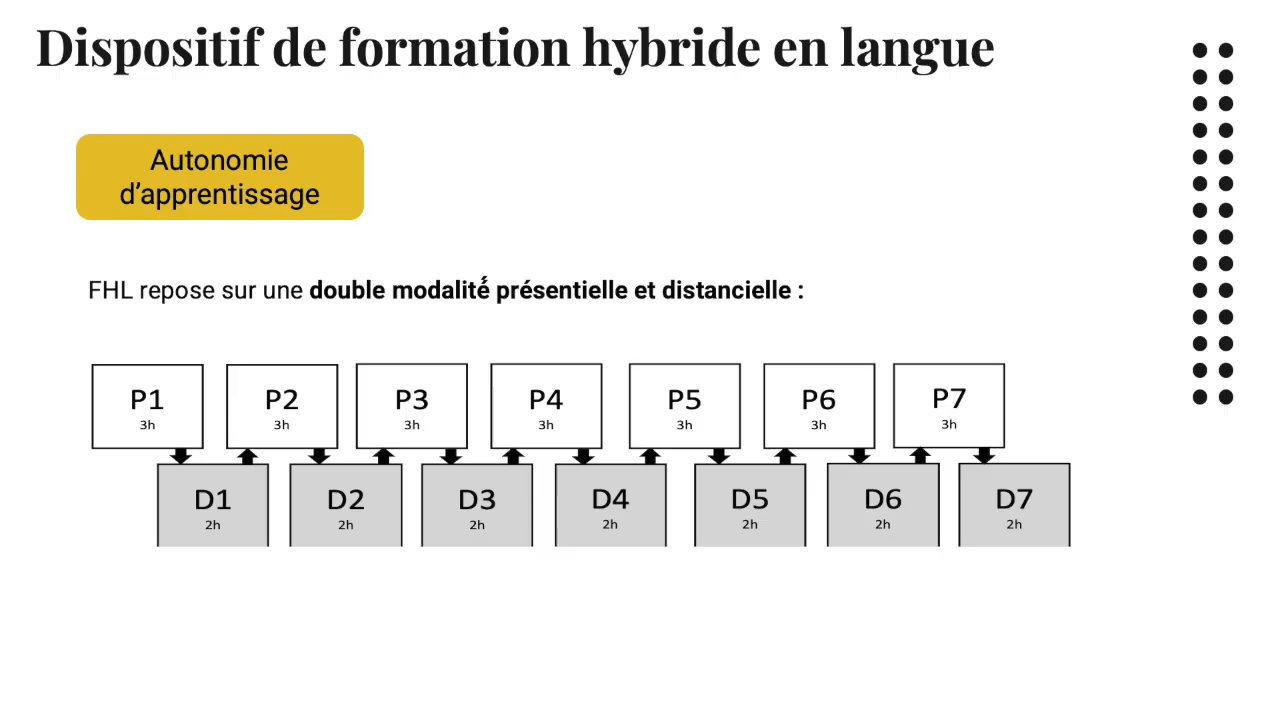 Dispositif de formation hybride en langue
Autonomie
d'apprentissage
FHL repose sur une double modalité́ présentielle et distancielle :
P1 P2 P3 P4 P5 P6 P7
3h 3h 3h 3h 3h 3h 3h
D1 D2 D3 D4 D5 D6 D7
2h 2h 2h 2h 2h 2h 2h